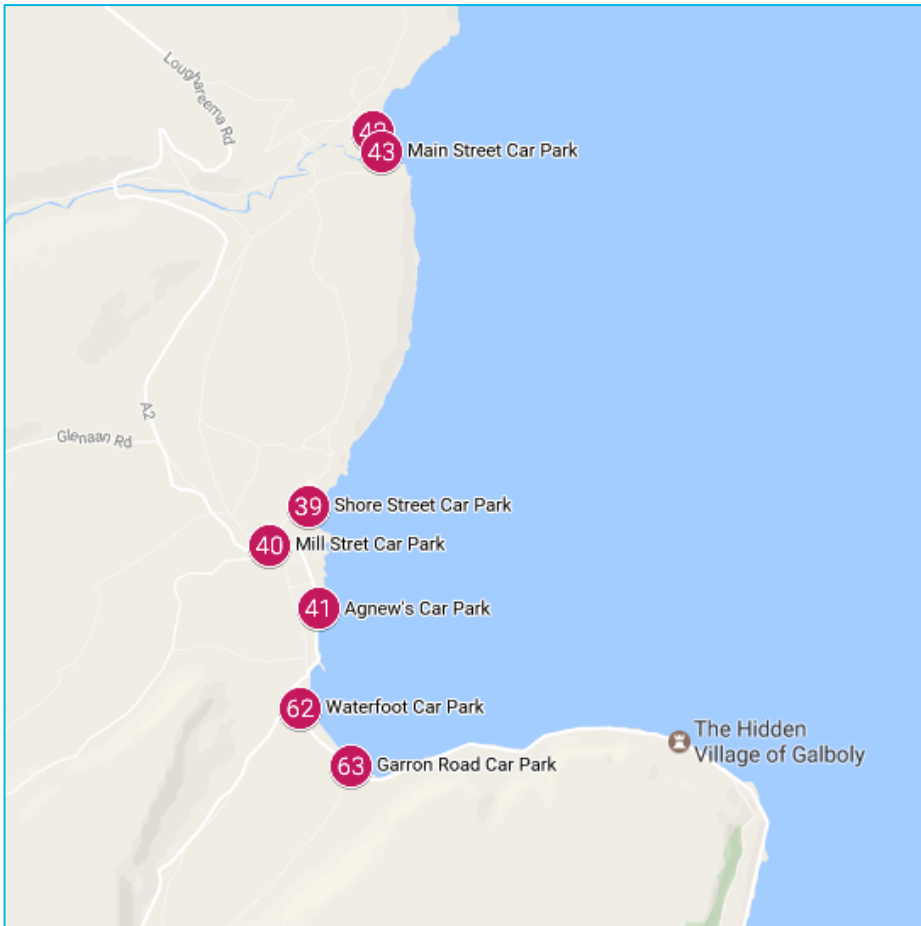 Loughareema Rd
42
43 Main Street Car Park
A2
Glenaan Rd
39 Shore Street Car Park
40 Mill Stret Car Park
41 Agnew's Car Park
62 Waterfoot Car Park
The Hidden
Village of Galboly
63 Garron Road Car Park